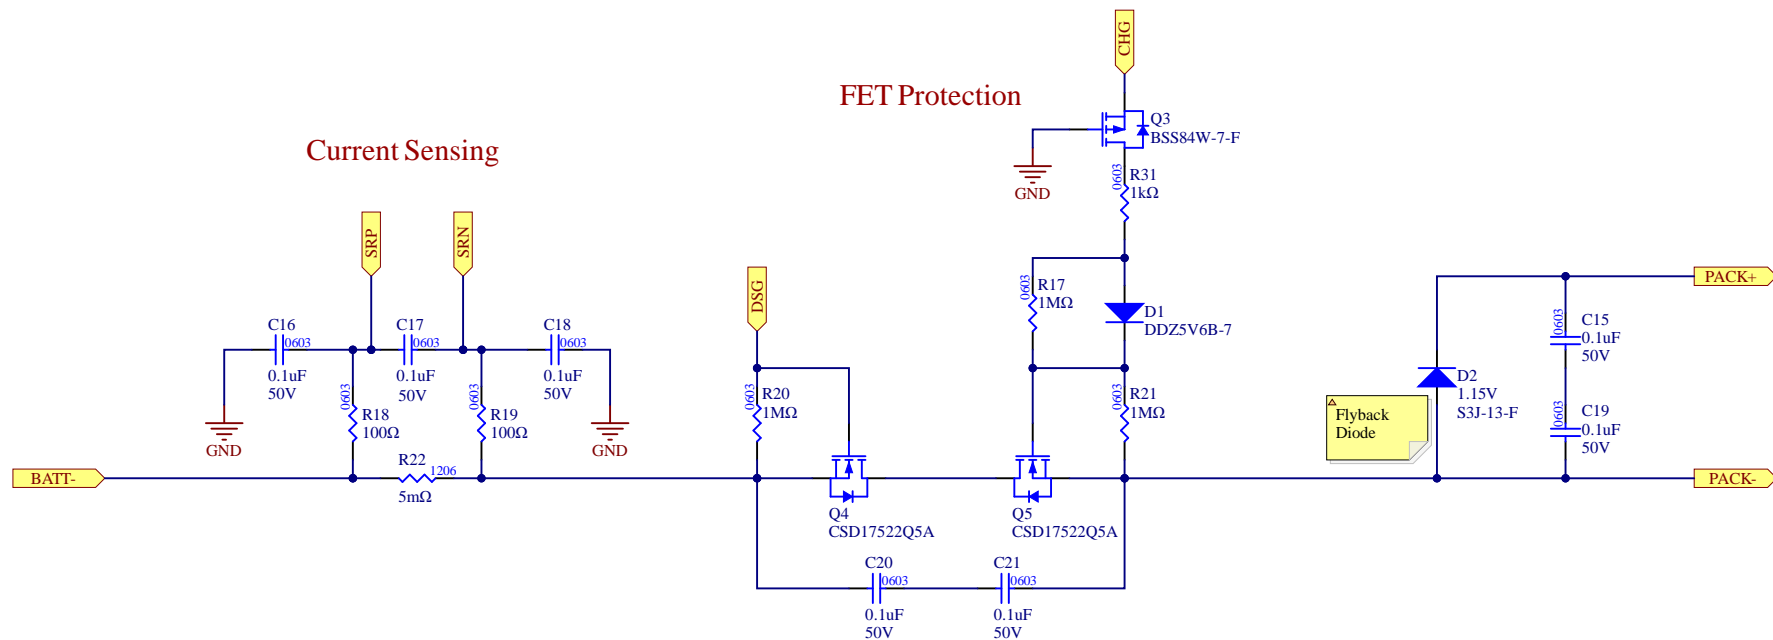 CHG
FET Protection
Q3
BSS84W-7-F
GND
Current Sensing
0603
R31
1kΩ
SRP
SRN
DSG
0603
R17
1MΩ
D1
DDZ5V6B-7
PACK+
C16
0603
0.1uF
50V
C17
0603
0.1uF
50V
C18
0603
0.1uF
50V
0603
C15
0.1uF
50V
D2
1.15V
S3J-13-F
Flyback
Diode
0603
C19
0.1uF
50V
GND
0603
R18
100Ω
0603
R19
100Ω
GND
0603
R20
1MΩ
0603
R21
1MΩ
BATT-
R22
1206
5mΩ
PACK-
Q4
CSD17522Q5A
Q5
CSD17522Q5A
C20
0603
0.1uF
50V
C21
0603
0.1uF
50V